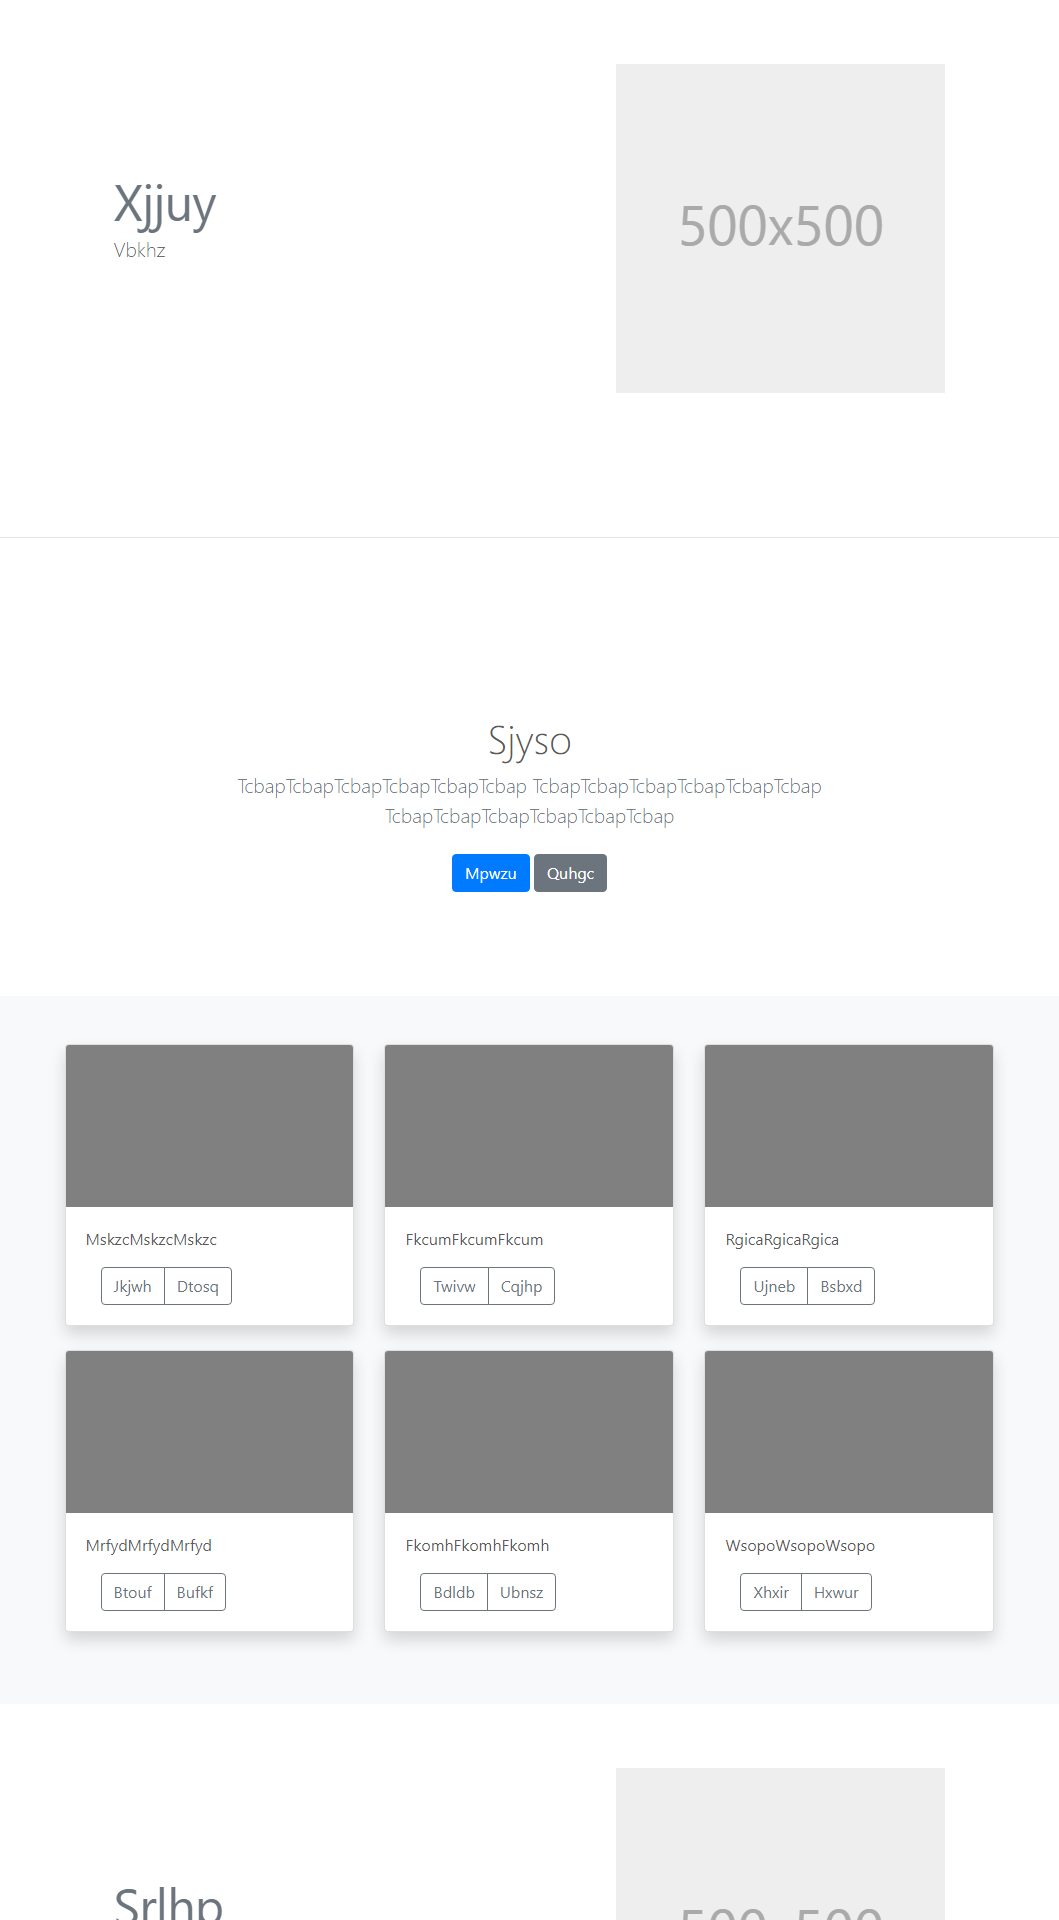 Xjjuy
Vbkhz
500x500
Sjyso
TcbapTcbapTcbapTcbapTcbapTcbap TcbapTcbapTcbapTcbapTcbapTcbap
TcbapTcbapTcbapTcbapTcbapTcbap
Mpwzu Quhgc
MskzcMskzcMskzc
Jkjwh Dtosq
FkcumFkcumFkcum
Twivw Cqjhp
RgicaRgicaRgica
Ujneb Bsbxd
MrfydMrfydMrfyd
Btouf Bufkf
FkomhFkomhFkomh
Bdldb Ubnsz
WsopoWsopoWsopo
Xhxir Hxwur
Srlhp